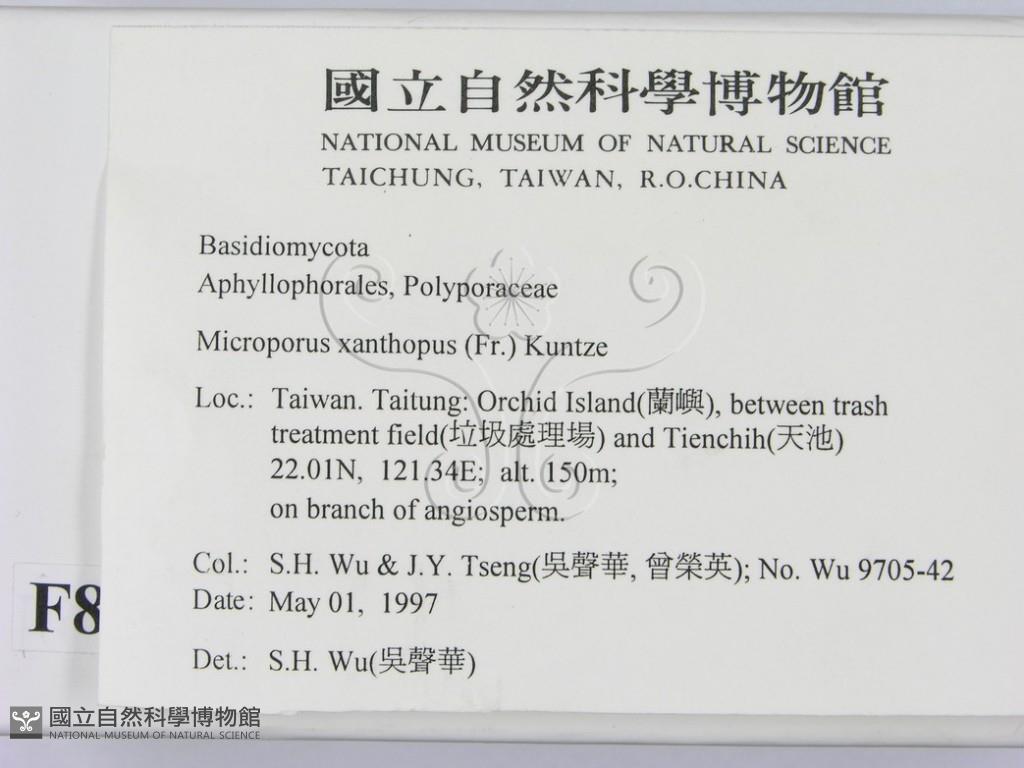 國立自然科學博物館
NATIONAL MUSEUM OF NATURAL SCIENCE
TAICHUNG, TAIWAN, R.O.CHINA
Basidiomycota
Aphyllophorales, Polyporaceae
Microporus xanthopus (Fr.) Kuntze
Loc.: Taiwan. Taitung: Orchid Island(蘭嶼), between trash
treatment field(垃圾處理場) and Tienchih(天池)
22.01N, 121.34E; alt. 150m;
on branch of angiosperm.
Col.: S.H. Wu & J.Y. Tseng(吳聲華, 曾榮英); No. Wu 9705-42
Date: May 01, 1997
Det.: S.H. Wu(吳聲華)
F8
國立自然科學博物館
NATIONAL MUSEUM OF NATURAL SCIENCE